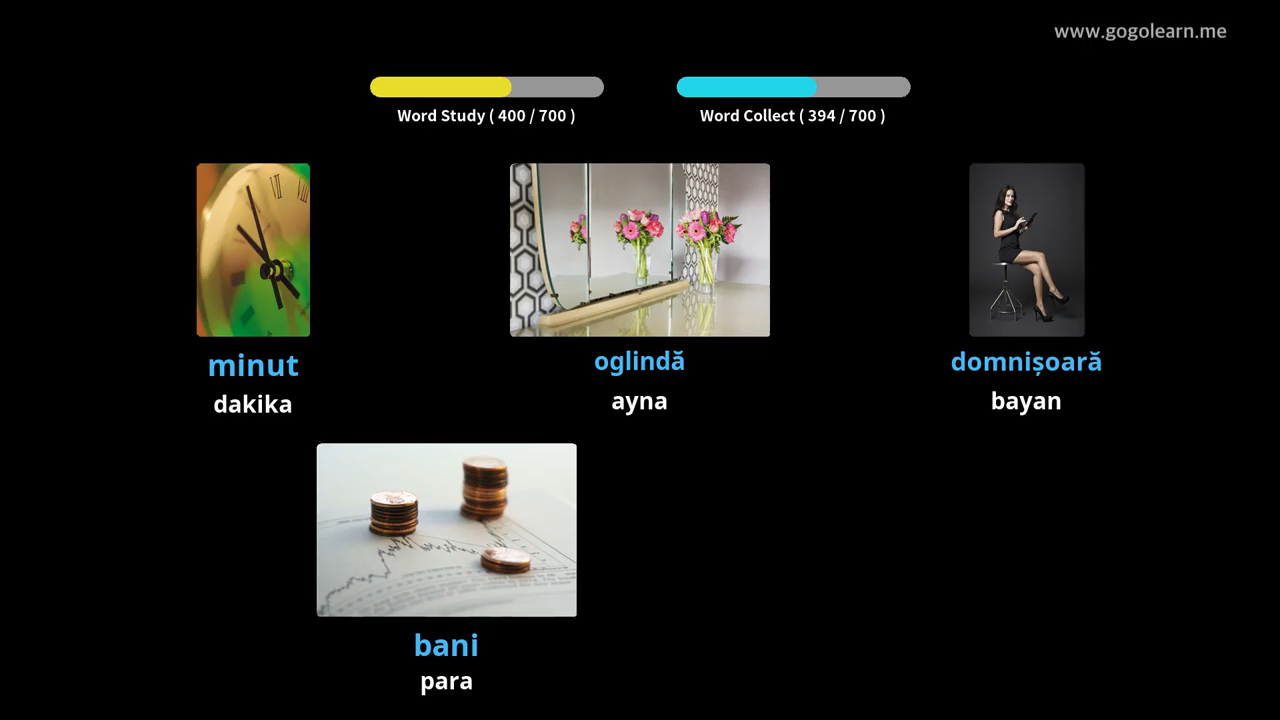 www.gogolearn.me
Word Study ( 400 / 700 )
Word Collect ( 394 / 700 )
minut
dakika
oglindă
ayna
domnișoară
bayan
bani
para